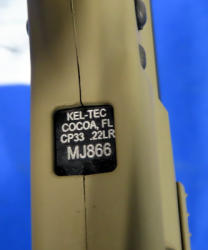 KEL-TEC
COCOA, FL
CP33 .22LR
MJ866